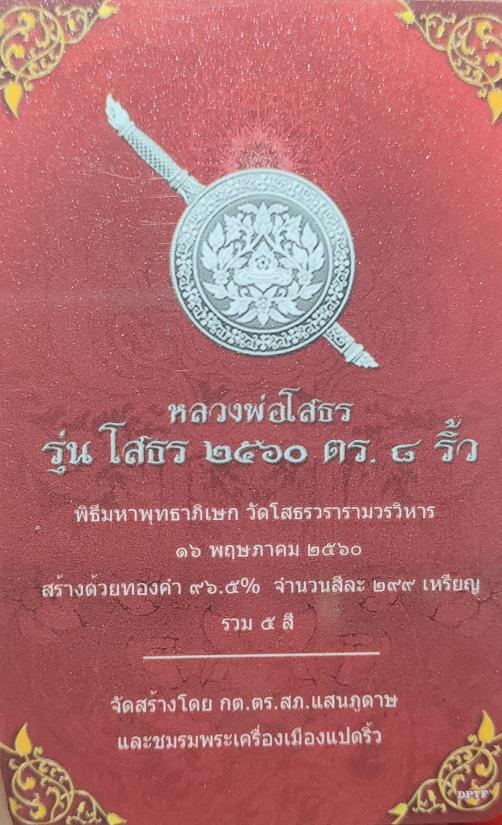 หลวงพ่อโสธร
รุ่น โสธร ๒๕๖๐ ตร. ๘ ริ้ว
พิธีมหาพุทธาภิเษก วัดโสธรวรารามวรวิหาร
๑๖ พฤษภาคม ๒๕๖๐
สร้างด้วยทองคำ ๙๖.๕% จำนวนสีละ ๒๙๙ เหรียญ
รวม ๕ สี
จัดสร้างโดย กต.ตร.สภ.แสนภูดาษ
และชมรมพระเครื่องเมืองแปดริ้ว
DPTF